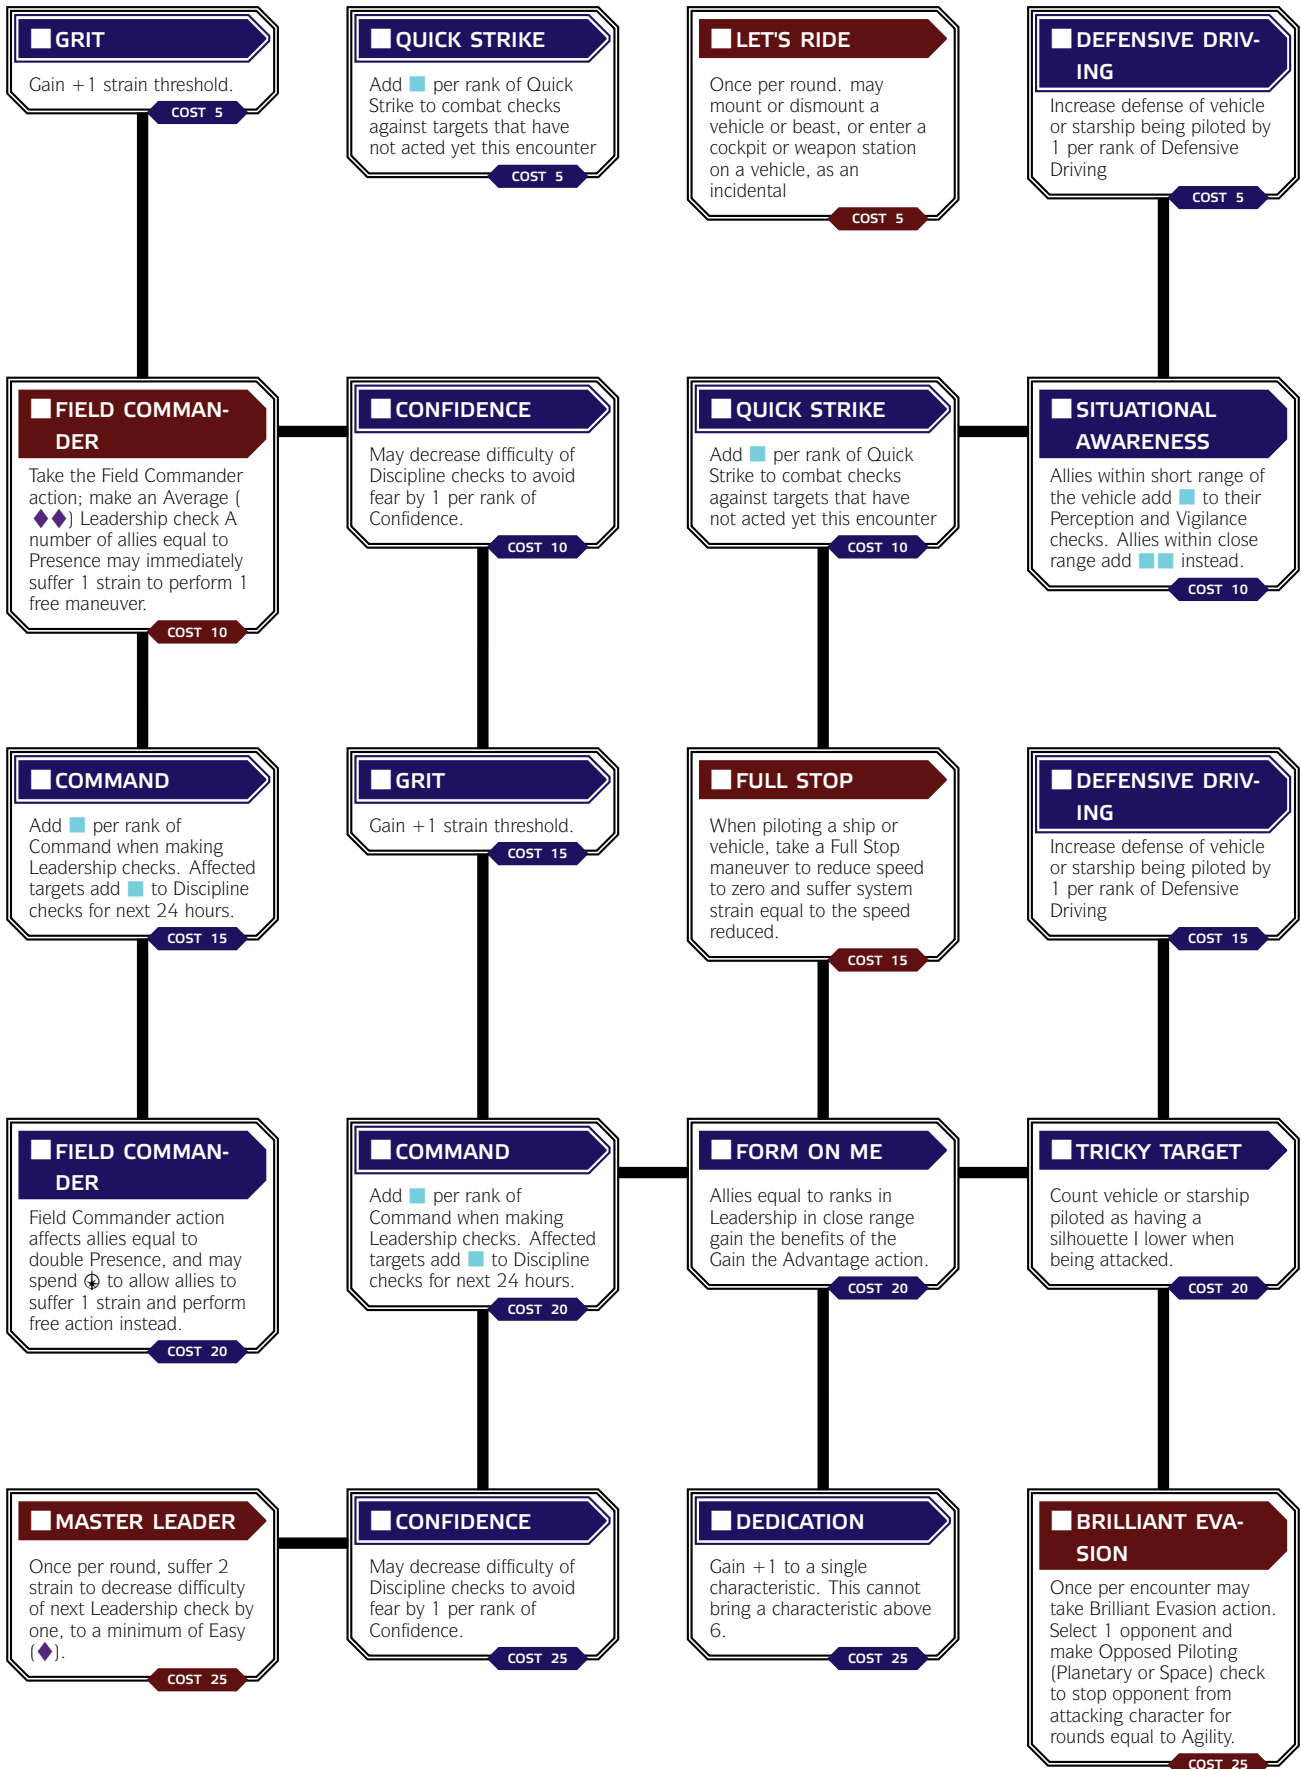 GRIT
Gain +1 strain threshold.
COST 5
QUICK STRIKE
Add per rank of Quick
Strike to combat checks
against targets that have
not acted yet this encounter
COST 5
LET'S RIDE
Once per round. may
mount or dismount a
vehicle or beast, or enter a
cockpit or weapon station
on a vehicle, as an
incidental
COST 5
DEFENSIVE DRIV-
ING
Increase defense of vehicle
or starship being piloted by
1 per rank of Defensive
Driving
COST 5
FIELD COMMAN-
DER
Take the Field Commander
action; make an Average (
♦♦) Leadership check A
number of allies equal to
Presence may immediately
suffer 1 strain to perform 1
free maneuver.
COST 10
CONFIDENCE
May decrease difficulty of
Discipline checks to avoid
fear by 1 per rank of
Confidence.
COST 10
QUICK STRIKE
Add per rank of Quick
Strike to combat checks
against targets that have
not acted yet this encounter
COST 10
SITUATIONAL
AWARENESS
Allies within short range of
the vehicle add to their
Perception and Vigilance
checks. Allies within close
range add instead.
COST 10
COMMAND
Add per rank of
Command when making
Leadership checks. Affected
targets add to Discipline
checks for next 24 hours.
COST 15
GRIT
Gain +1 strain threshold.
COST 15
FULL STOP
When piloting a ship or
vehicle, take a Full Stop
maneuver to reduce speed
to zero and suffer system
strain equal to the speed
reduced.
COST 15
DEFENSIVE DRIV-
ING
Increase defense of vehicle
or starship being piloted by
1 per rank of Defensive
Driving
COST 15
FIELD COMMAN-
DER
Field Commander action
affects allies equal to
double Presence, and may
spend to allow allies to
suffer 1 strain and perform
free action instead.
COST 20
COMMAND
Add per rank of
Command when making
Leadership checks. Affected
targets add to Discipline
checks for next 24 hours.
COST 20
FORM ON ME
Allies equal to ranks in
Leadership in close range
gain the benefits of the
Gain the Advantage action.
COST 20
TRICKY TARGET
Count vehicle or starship
piloted as having a
silhouette I lower when
being attacked.
COST 20
MASTER LEADER
Once per round, suffer 2
strain to decrease difficulty
of next Leadership check by
one, to a minimum of Easy
(♦).
COST 25
CONFIDENCE
May decrease difficulty of
Discipline checks to avoid
fear by 1 per rank of
Confidence.
COST 25
DEDICATION
Gain +1 to a single
characteristic. This cannot
bring a characteristic above
6.
COST 25
BRILLIANT EVA-
SION
Once per encounter may
take Brilliant Evasion action.
Select 1 opponent and
make Opposed Piloting
(Planetary or Space) check
to stop opponent from
attacking character for
rounds equal to Agility.
COST 25